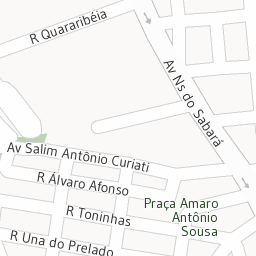 R Quararibéia
Av Ns do Sabará
Av Salim Antônio Curiati
R Álvaro Afonso
Praça Amaro
Antônio
Sousa
R Toninhas
R Una do Prelado